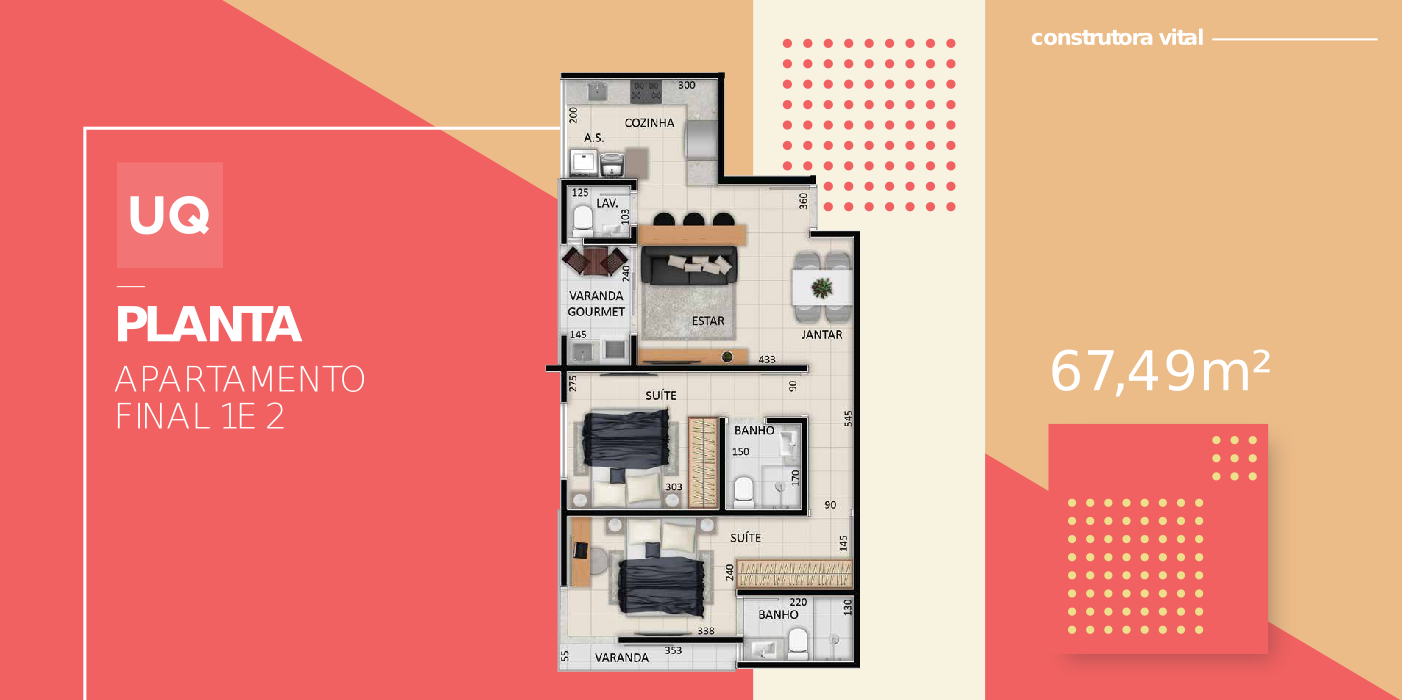 construtora vital
UQ
PLANTA
APARTAMENTO
FINAL 1E 2
300
200
COZINHA
A.S.
125
LAV.
103
360
240
VARANDA
GOURMET
ESTAR
145
JANTAR
433
275
90
SUÍTE
545
BANHO
150
170
303
90
SUÍTE
145
240
220
130
BANHO
338
353
55
VARANDA
67,49m²